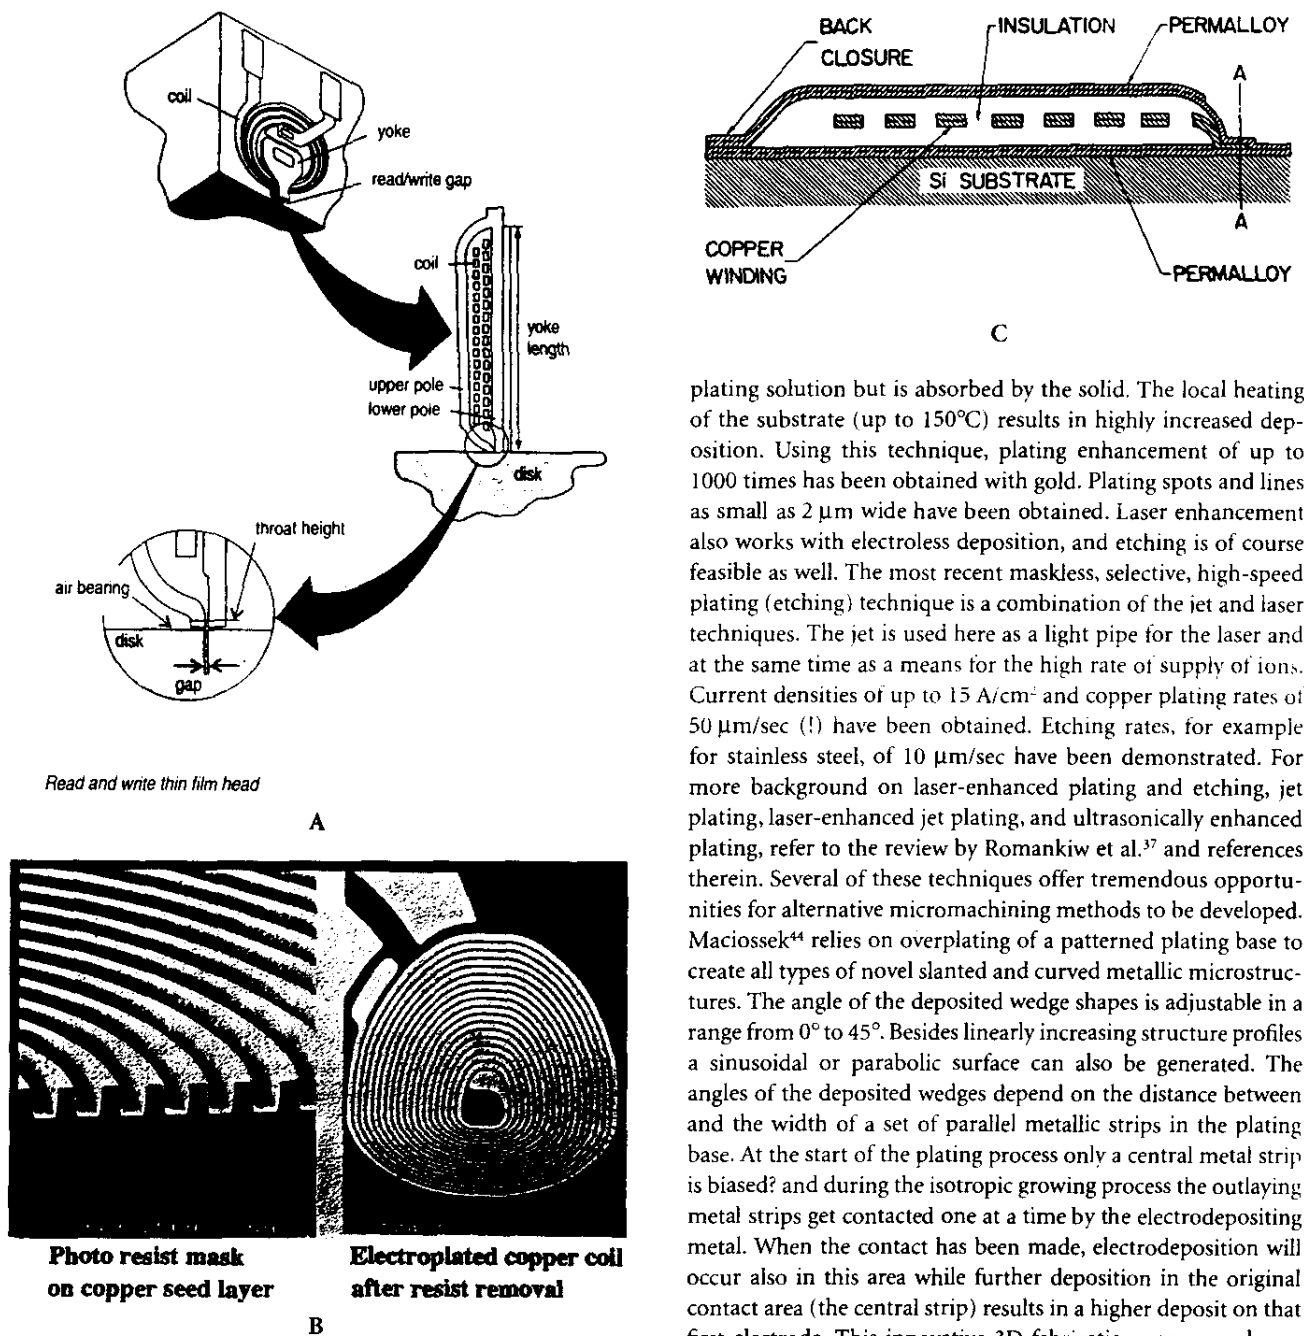 coil
yoke
read/write gap
coil
yoke
length
upper pole
lower pole
disk
throat height
air bearing
disk
gap
Read and write thin film head
A
Photo resist mask
on copper seed layer
Electroplated copper coil
after resist removal
B
BACK
CLOSURE
INSULATION
PERMALLOY
A
Si SUBSTRATE
A
COPPER
WINDING
PERMALLOY
C
plating solution but is absorbed by the solid. The local heating
of the substrate (up to 150°C) results in highly increased dep-
osition. Using this technique, plating enhancement of up to
1000 times has been obtained with gold. Plating spots and lines
as small as 2 µm wide have been obtained. Laser enhancement
also works with electroless deposition, and etching is of course
feasible as well. The most recent maskless, selective, high-speed
plating (etching) technique is a combination of the jet and laser
techniques. The jet is used here as a light pipe for the laser and
at the same time as a means for the high rate of supply of ions.
Current densities of up to 15 A/cm² and copper plating rates of
50 µm/sec (!) have been obtained. Etching rates, for example
for stainless steel, of 10 µm/sec have been demonstrated. For
more background on laser-enhanced plating and etching, jet
plating, laser-enhanced jet plating, and ultrasonically enhanced
plating, refer to the review by Romankiw et al.³⁷ and references
therein. Several of these techniques offer tremendous opportu-
nities for alternative micromachining methods to be developed.
Maciossek⁴⁴ relies on overplating of a patterned plating base to
create all types of novel slanted and curved metallic microstruc-
tures. The angle of the deposited wedge shapes is adjustable in a
range from 0° to 45°. Besides linearly increasing structure profiles
a sinusoidal or parabolic surface can also be generated. The
angles of the deposited wedges depend on the distance between
and the width of a set of parallel metallic strips in the plating
base. At the start of the plating process only a central metal strip
is biased? and during the isotropic growing process the outlaying
metal strips get contacted one at a time by the electrodepositing
metal. When the contact has been made, electrodeposition will
occur also in this area while further deposition in the original
contact area (the central strip) results in a higher deposit on that